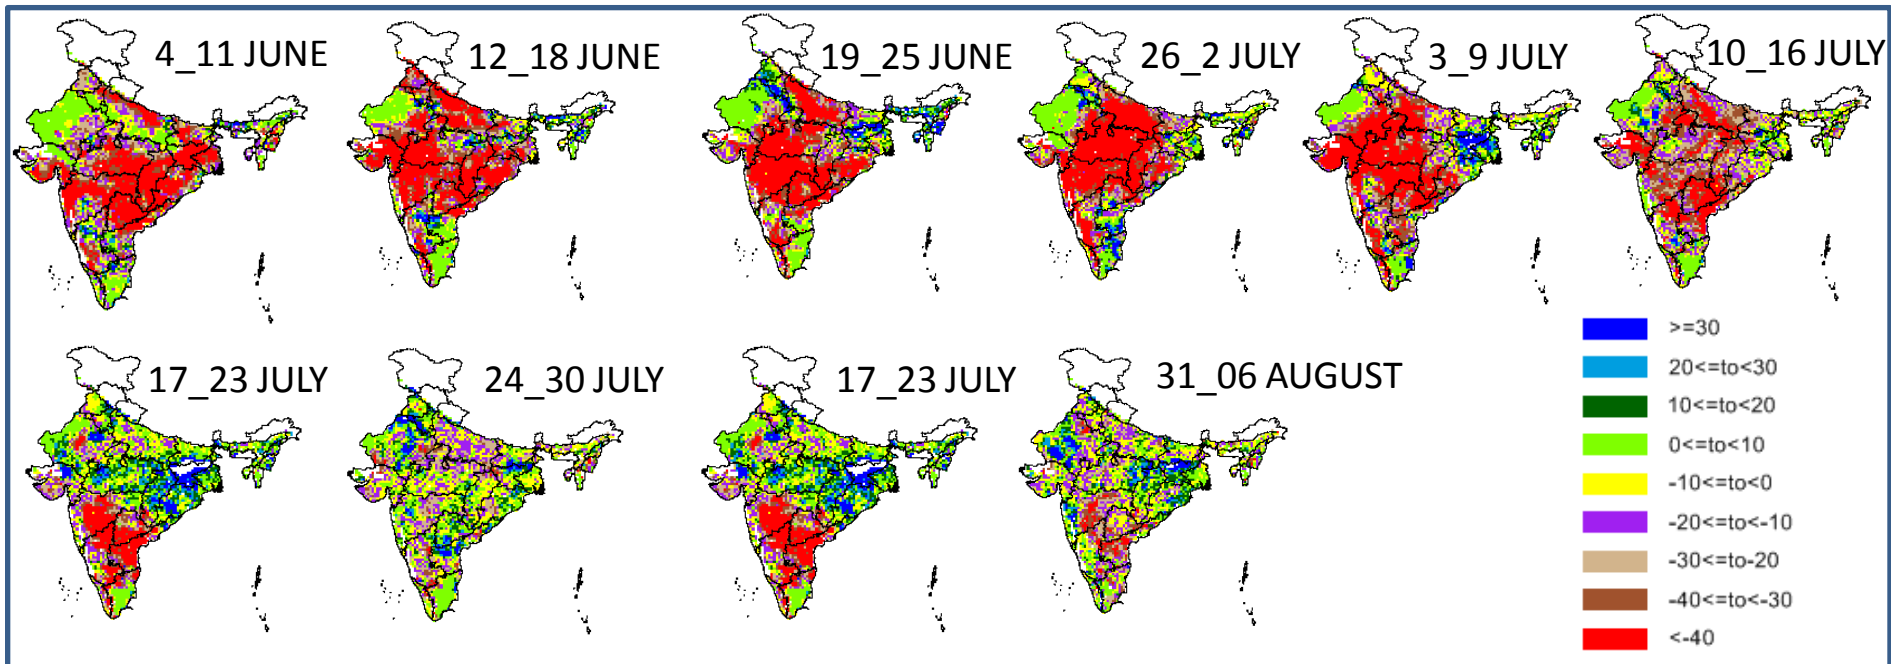 4_11 JUNE
12_18 JUNE
19_25 JUNE
26_2 JULY
3_9 JULY
10_16 JULY
17_23 JULY
24_30 JULY
17_23 JULY
31_06 AUGUST
>=30
20<=to<30
10<=to<20
0<=to<10
-10<=to<0
-20<=to<-10
-30<=to-20
-40<=to<-30
<-40